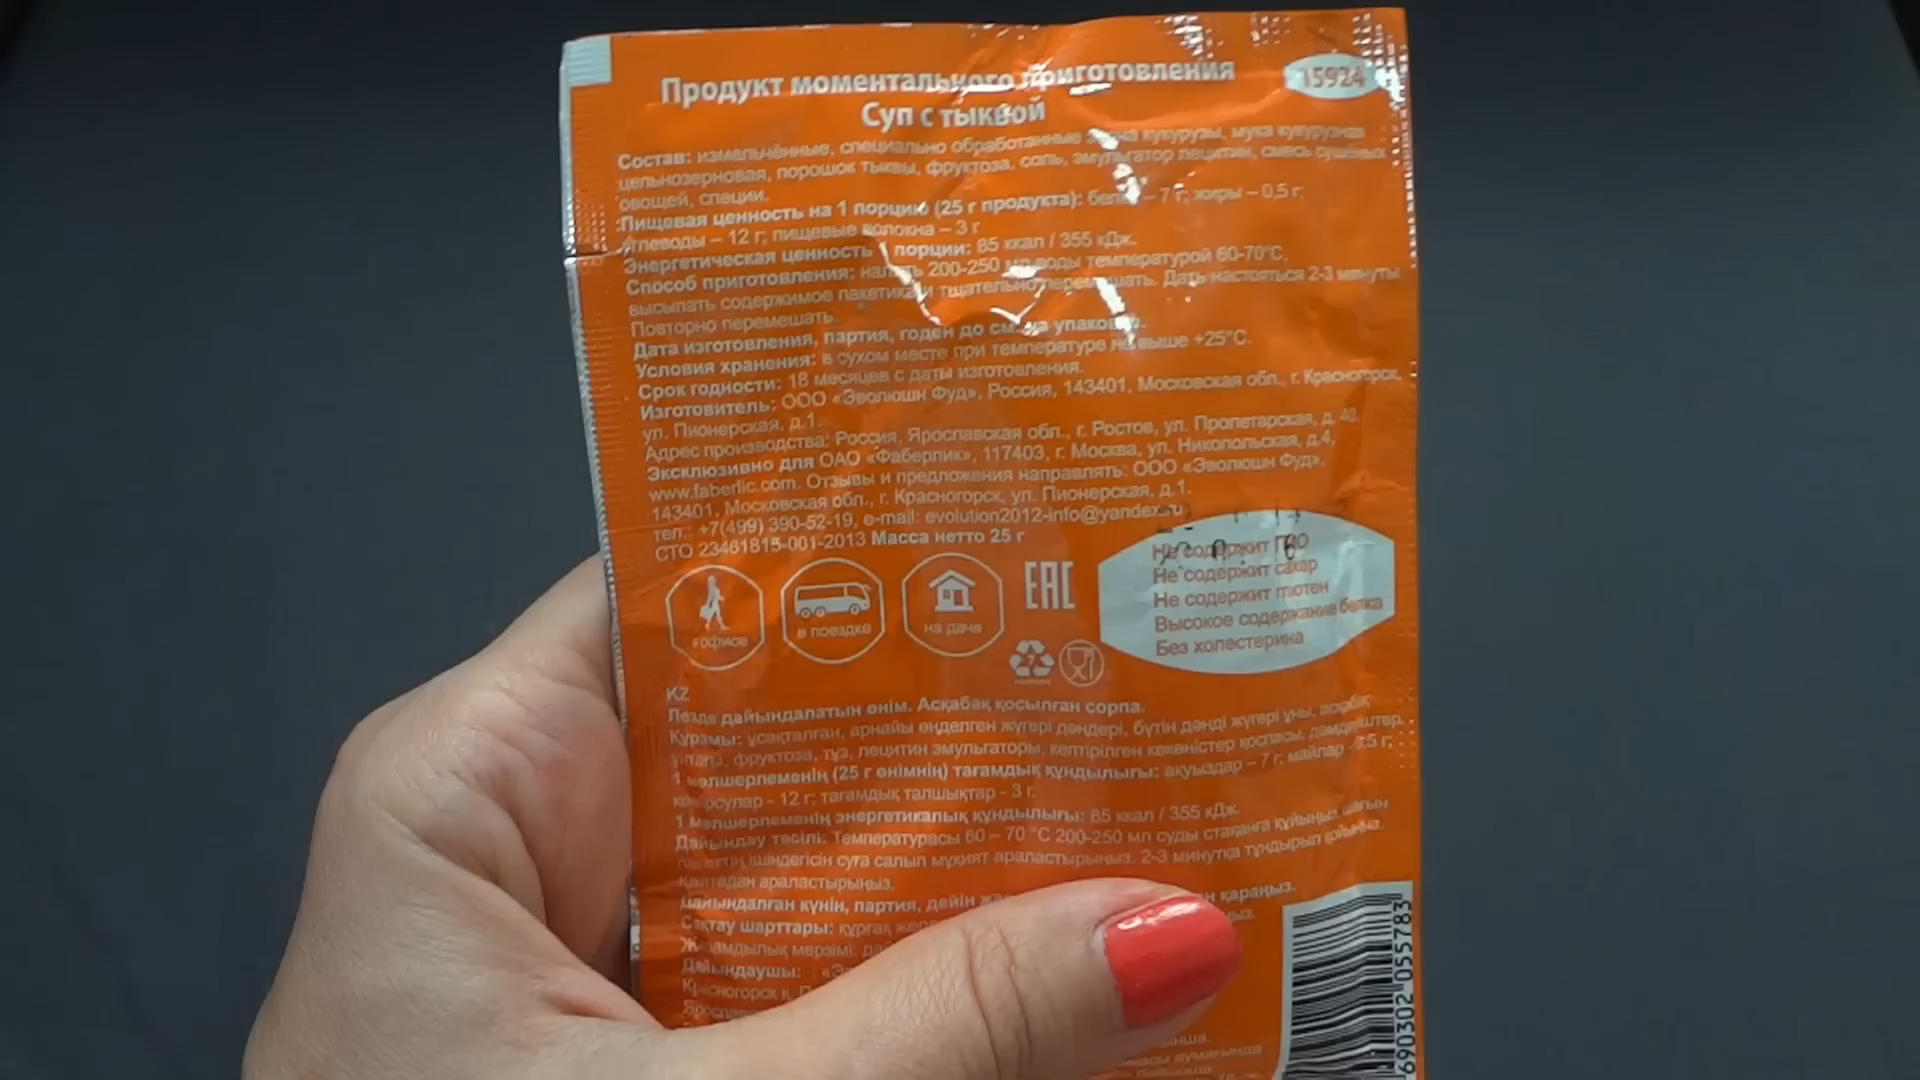 Продукт моментального приготовления
15924
Суп с тыквой
Состав: измельчённые, специально обработанные зёрна кукурузы, мука кукурузная
цельнозерновая, порошок тыквы, фруктоза, соль, эмульгатор лецитин, смесь сушёных
овощей, специи.
Пищевая ценность на 1 порцию (25 г продукта): белки – 7 г; жиры – 0,5 г;
углеводы – 12 г; пищевые волокна – 3 г
Энергетическая ценность 1 порции: 85 ккал / 355 кДж.
Способ приготовления: налить 200-250 мл воды температурой 60-70°C,
высыпать содержимое пакетика и тщательно перемешать. Дать настояться 2-3 минуты.
Повторно перемешать.
Дата изготовления, партия, годен до см. на упаковке.
Условия хранения: в сухом месте при температуре не выше +25°C.
Срок годности: 18 месяцев с даты изготовления.
Изготовитель: ООО «Эволюшн Фуд», Россия, 143401, Московская обл., г. Красногорск,
ул. Пионерская, д.1.
Адрес производства: Россия, Ярославская обл., г. Ростов, ул. Пролетарская, д. 40.
Эксклюзивно для ОАО «Фаберлик», 117403, г. Москва, ул. Никопольская, д.4,
www.faberlic.com. Отзывы и предложения направлять: ООО «Эволюшн Фуд»,
143401, Московская обл., г. Красногорск, ул. Пионерская, д.1.
тел.: +7(499) 390-52-19, e-mail: evolution2012-info@yandex.ru
СТО 23461815-001-2013 Масса нетто 25 г
в офисе
в поездке
на даче
EAC
7
Не содержит ГМО
Не содержит сахар
Не содержит глютен
Высокое содержание белка
Без холестерина
KZ
Лезде дайындалатын өнім. Асқабақ қосылған сорпа.
Құрамы: ұсақталған, арнайы өңделген жүгері дәндері, бүтін дәнді жүгері ұны, асқабақ
ұнтағы, фруктоза, тұз, лецитин эмульгаторы, кептірілген көкөністер қоспасы, дәмдеуіштер.
1 мөлшерлеменің (25 г өнімнің) тағамдық құндылығы: ақуыздар – 7 г; майлар - 0,5 г;
көмірсулар - 12 г; тағамдық талшықтар - 3 г.
1 мөлшерлеменің энергетикалық құндылығы: 85 ккал / 355 кДж.
Дайындау тәсілі: Температурасы 60 – 70 °C 200-250 мл суды стаканға құйыңыз, шағын
пакеттің ішіндегісін суға салып мұқият араластырыңыз. 2-3 минутқа тұндырып қойыңыз.
Қайтадан араластырыңыз.
Дайындалған күнін, партия, дейін қараңыз.
Сақтау шарттары: құрғақ
Жарамдылық мерзімі:
Дайындаушы:
Красногорск қ.
690302 055783